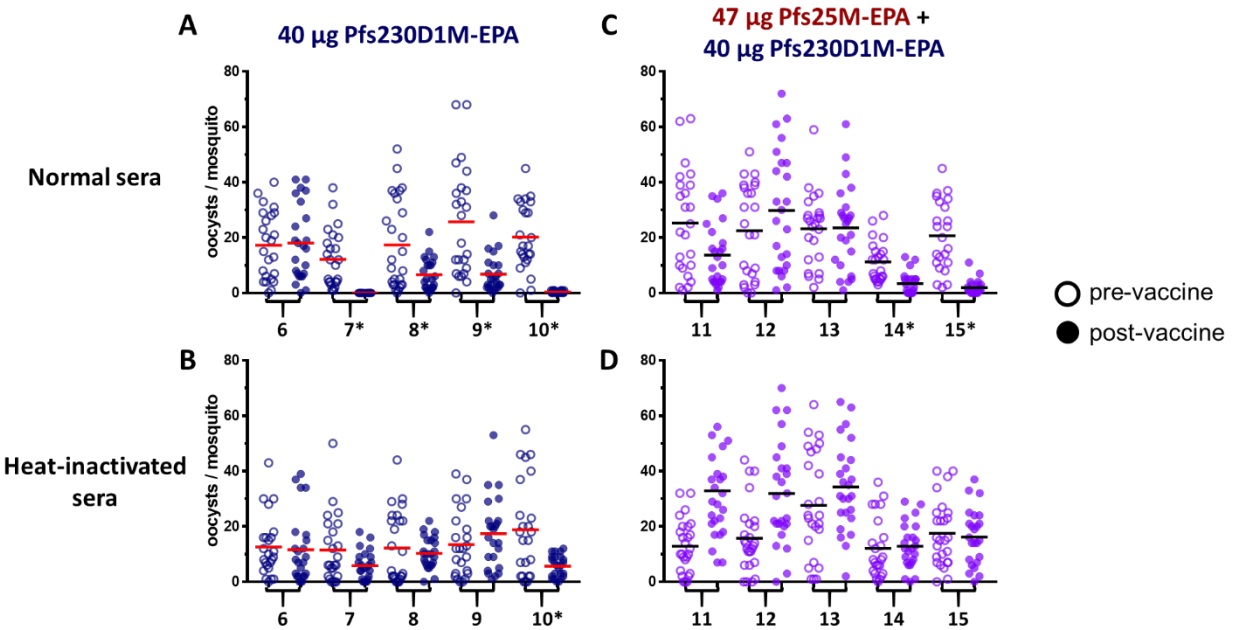 A
40 µg Pfs230D1M-EPA
C
47 µg Pfs25M-EPA +
40 µg Pfs230D1M-EPA
Normal sera
oocysts / mosquito
80
60
40
20
0
6 7* 8* 9* 10*
80
60
40
20
0
11 12 13 14* 15*
pre-vaccine
post-vaccine
B
D
Heat-inactivated
sera
oocysts / mosquito
80
60
40
20
0
6 7 8 9 10*
80
60
40
20
0
11 12 13 14 15